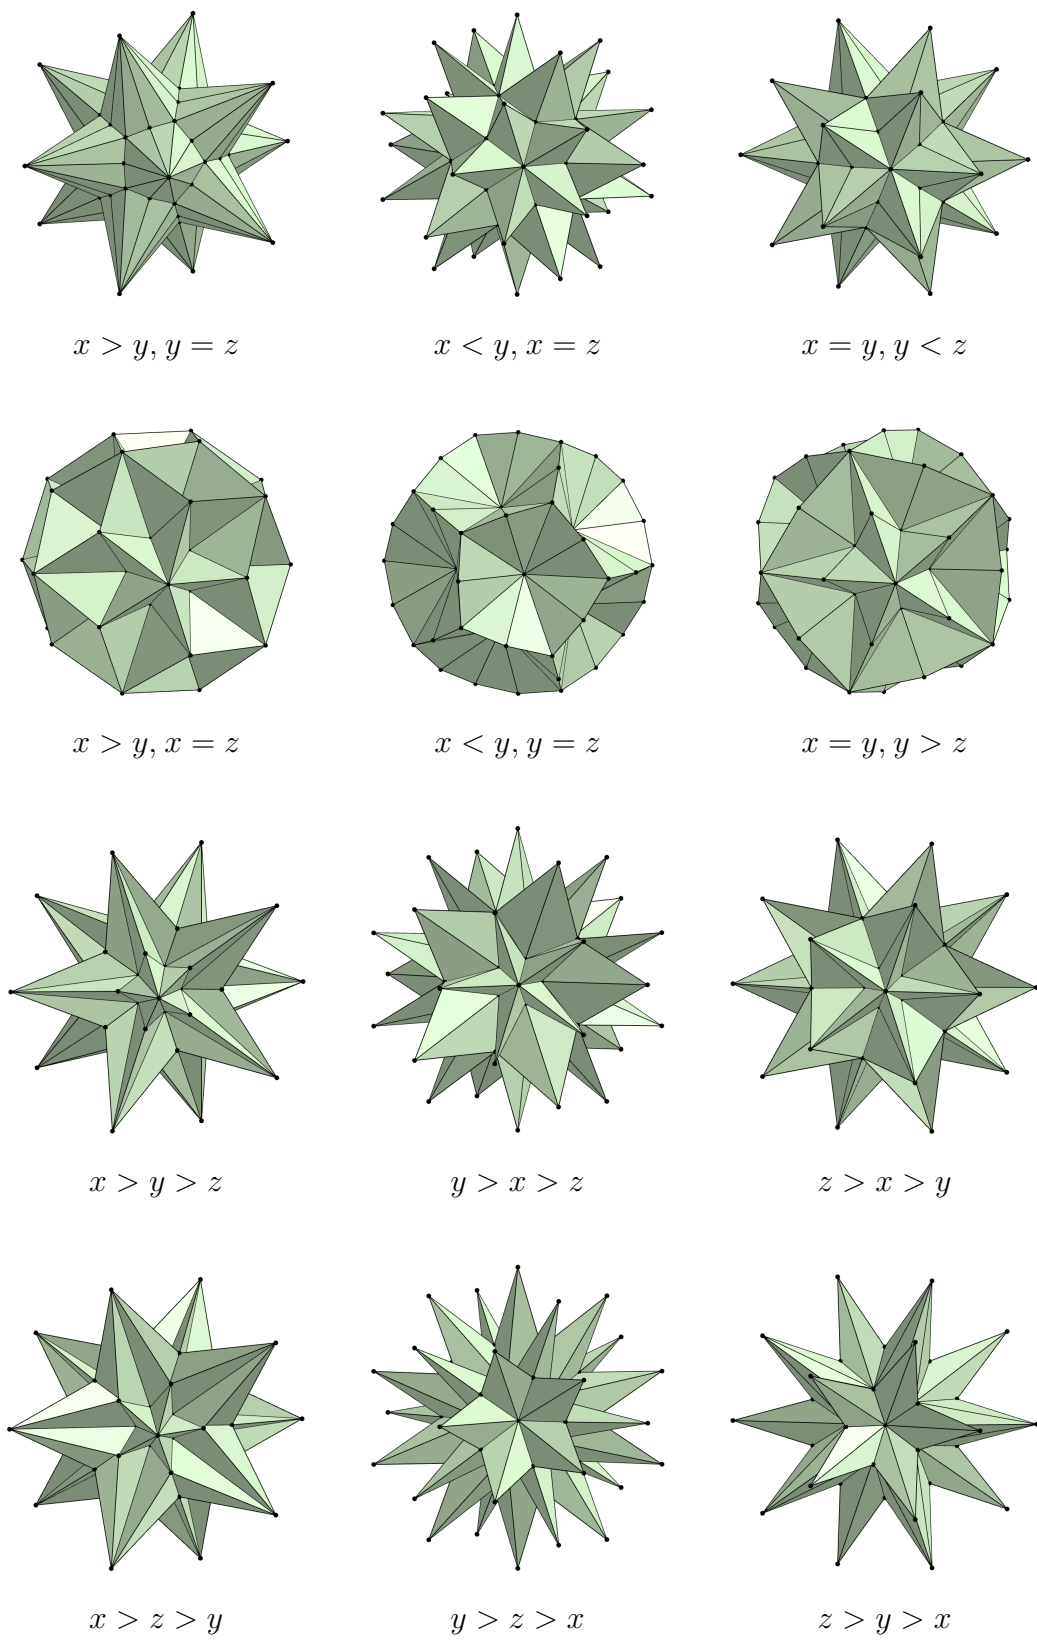 x > y, y = z
x < y, x = z
x = y, y < z
x > y, x = z
x < y, y = z
x = y, y > z
x > y > z
y > x > z
z > x > y
x > z > y
y > z > x
z > y > x